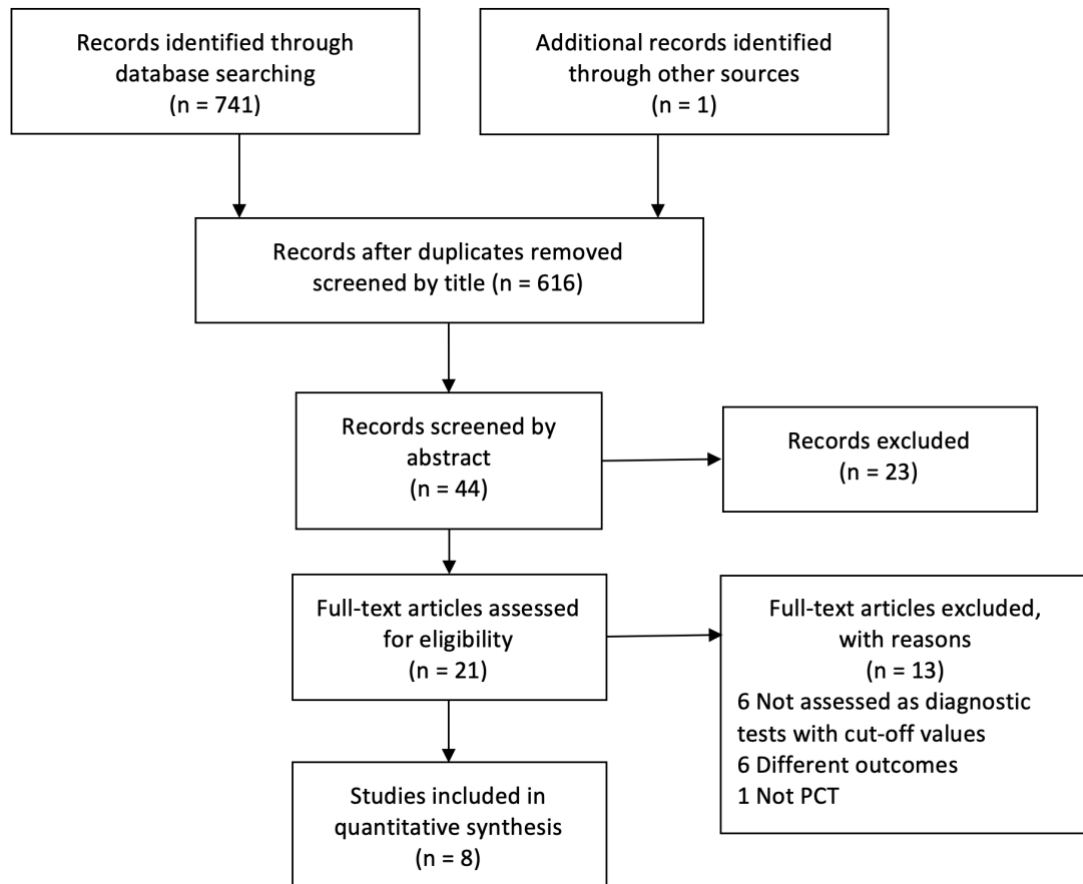 Records identified through
database searching
(n = 741)
Additional records identified
through other sources
(n = 1)
Records after duplicates removed
screened by title (n = 616)
Records screened by
abstract
(n = 44)
Records excluded
(n = 23)
Full-text articles assessed
for eligibility
(n = 21)
Full-text articles excluded,
with reasons
(n = 13)
6 Not assessed as diagnostic
tests with cut-off values
6 Different outcomes
1 Not PCT
Studies included in
quantitative synthesis
(n = 8)